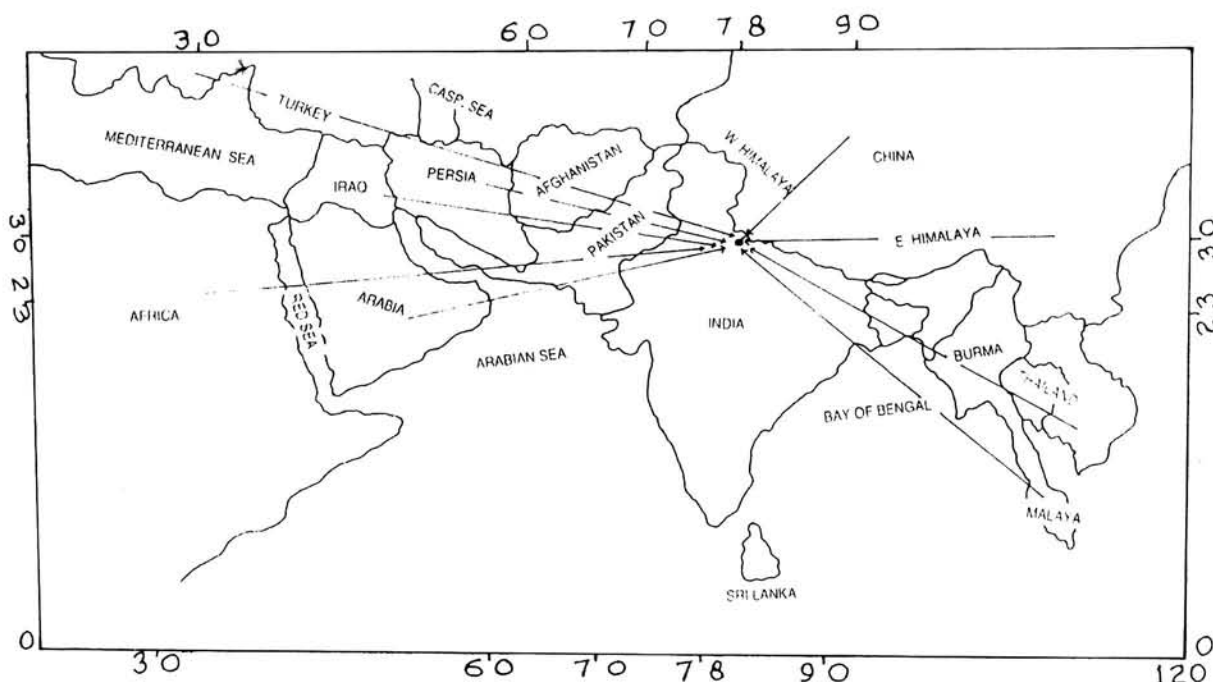 30 60 70 78 90
CASP. SEA
TURKEY
MEDITERRANEAN SEA
W. HIMALAYA
CHINA
AFGHANISTAN
PERSIA
IRAQ
PAKISTAN
E. HIMALAYA
30 30
23 23
ARABIA
RED SEA
AFRICA
INDIA
ARABIAN SEA
BURMA
THAILAND
BAY OF BENGAL
MALAYA
SRI LANKA
0 0
30 60 70 78 90 120